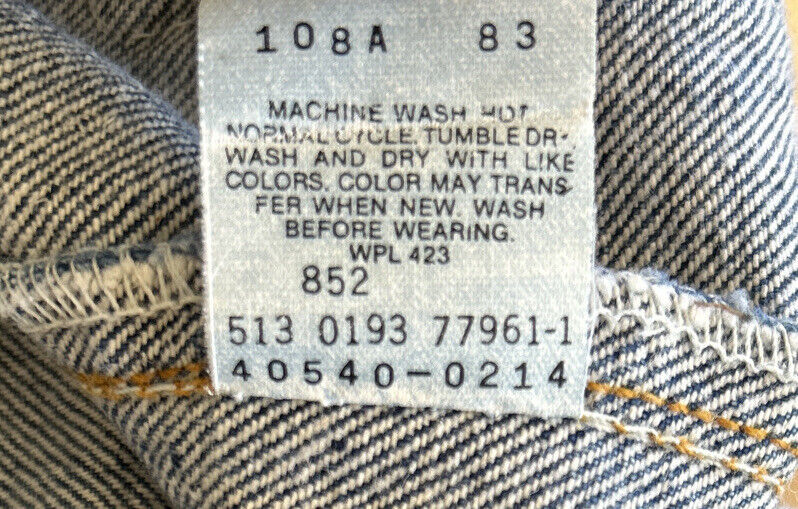 108A 83
MACHINE WASH HOT
NORMAL CYCLE. TUMBLE DR
WASH AND DRY WITH LIKE
COLORS. COLOR MAY TRANS
FER WHEN NEW. WASH
BEFORE WEARING.
WPL 423
852
513 0193 77961-1
40540-0214